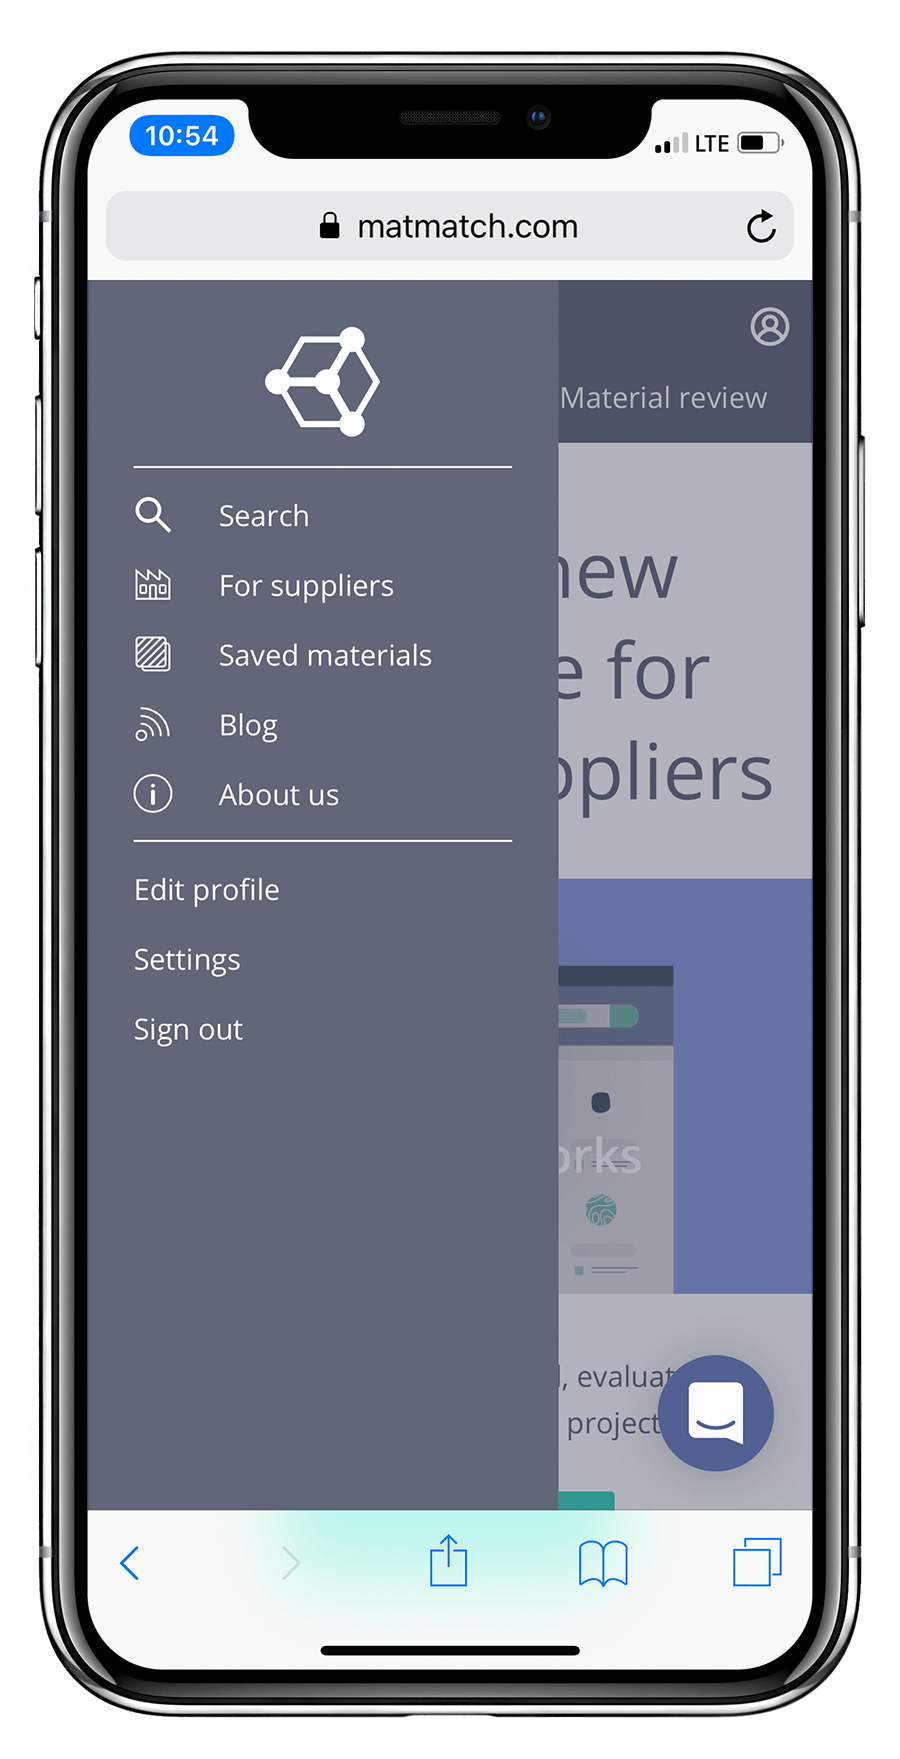 10:54
LTE
matmatch.com
Material review
Search
For suppliers
Saved materials
Blog
About us
Edit profile
Settings
Sign out
new
e for
ppliers
orks
, evaluat
project